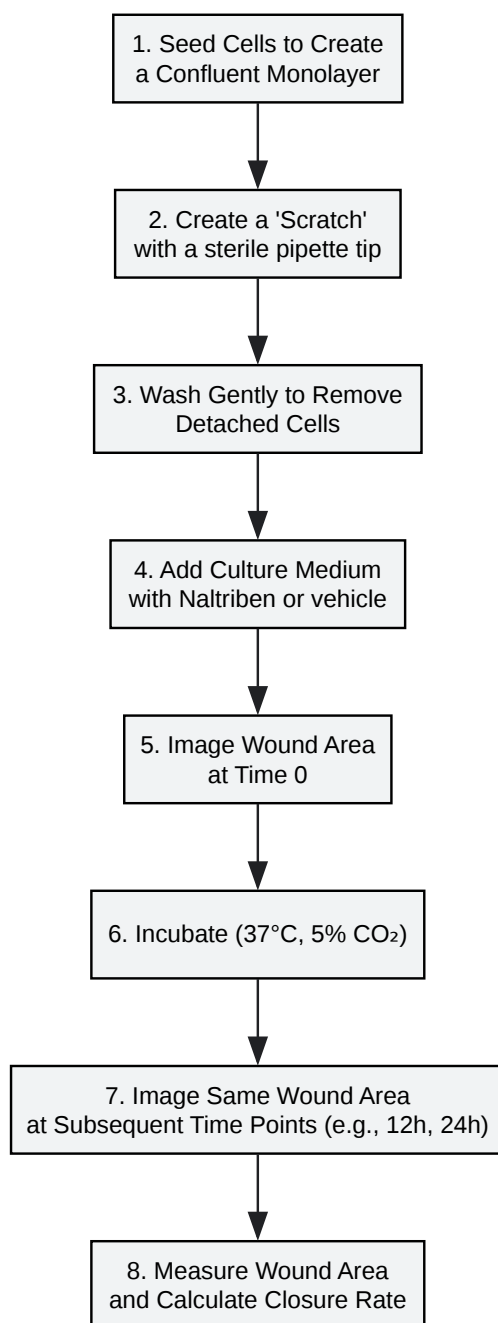 1. Seed Cells to Create
a Confluent Monolayer
2. Create a 'Scratch'
with a sterile pipette tip
3. Wash Gently to Remove
Detached Cells
4. Add Culture Medium
with Naltriben or vehicle
5. Image Wound Area
at Time 0
6. Incubate (37°C, 5% CO₂)
7. Image Same Wound Area
at Subsequent Time Points (e.g., 12h, 24h)
8. Measure Wound Area
and Calculate Closure Rate